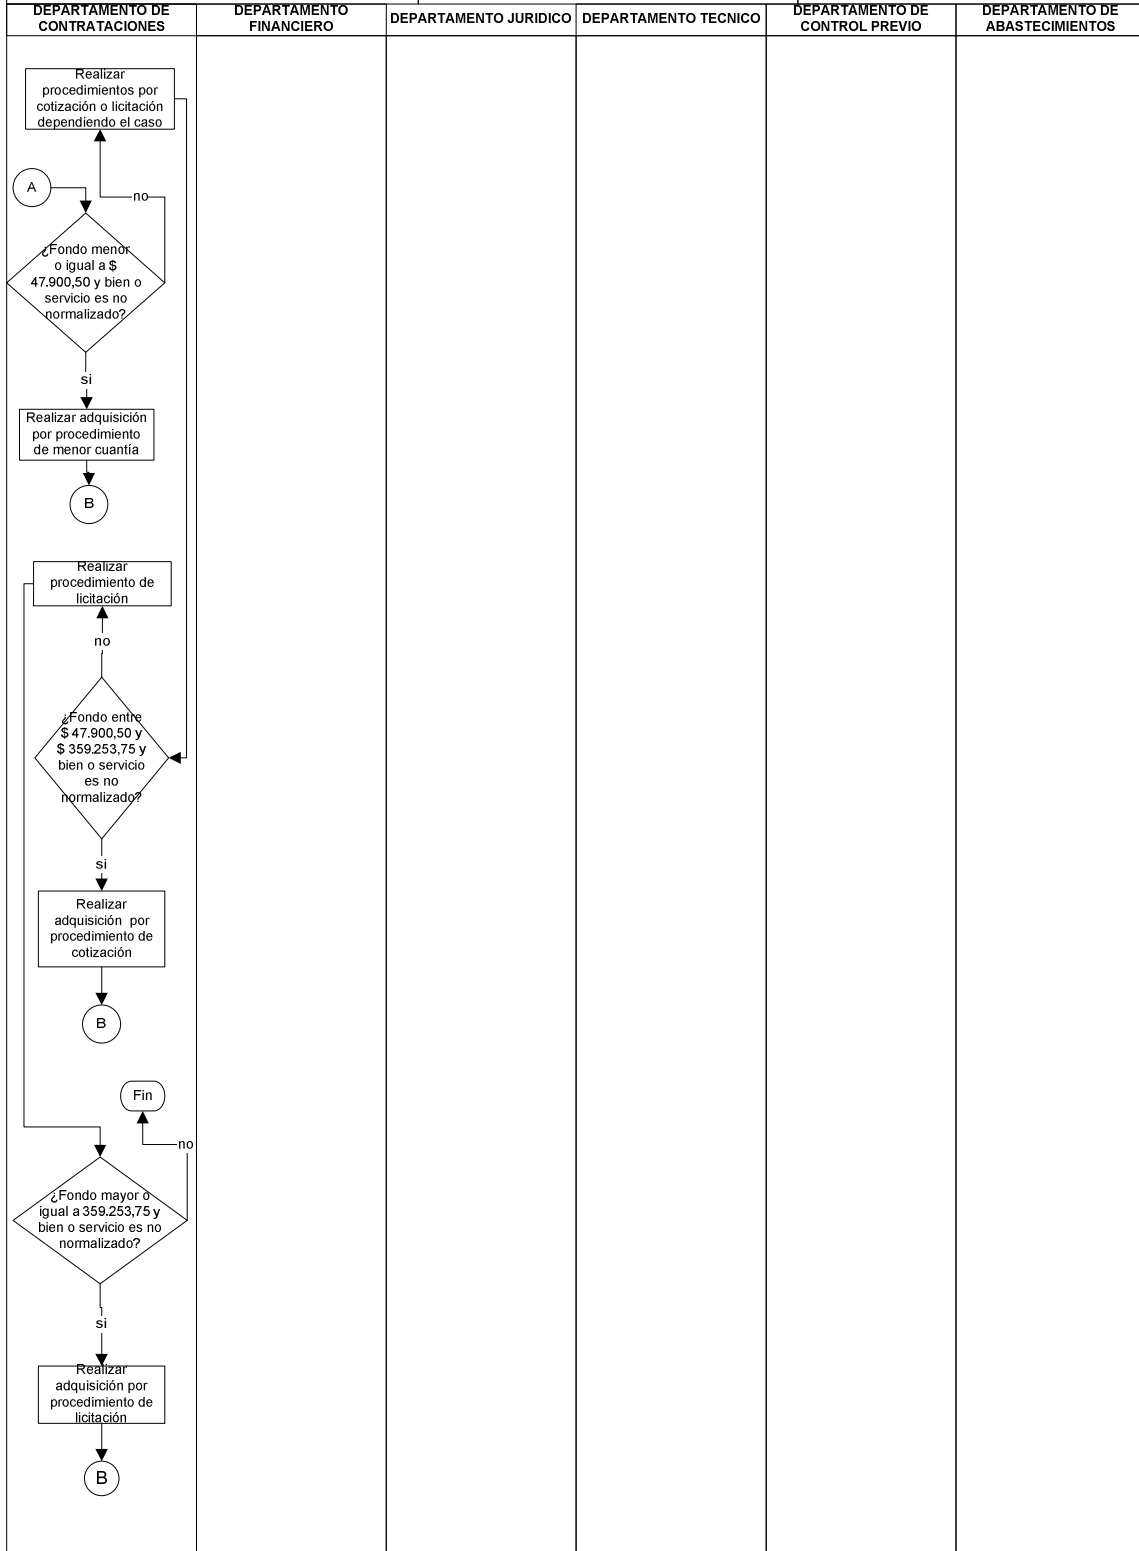 DEPARTAMENTO DE
CONTRATACIONES
DEPARTAMENTO
FINANCIERO
DEPARTAMENTO JURIDICO
DEPARTAMENTO TECNICO
DEPARTAMENTO DE
CONTROL PREVIO
DEPARTAMENTO DE
ABASTECIMIENTOS
Realizar
procedimientos por
cotización o licitación
dependiendo el caso
A
no
¿Fondo menor
o igual a $
47.900,50 y bien o
servicio es no
normalizado?
si
Realizar adquisición
por procedimiento
de menor cuantía
B
Realizar
procedimiento de
licitación
no
¿Fondo entre
$ 47.900,50 y
$ 359.253,75 y
bien o servicio
es no
normalizado?
si
Realizar
adquisición por
procedimiento de
cotización
B
Fin
no
¿Fondo mayor o
igual a 359.253,75 y
bien o servicio es no
normalizado?
si
Realizar
adquisición por
procedimiento de
licitación
B